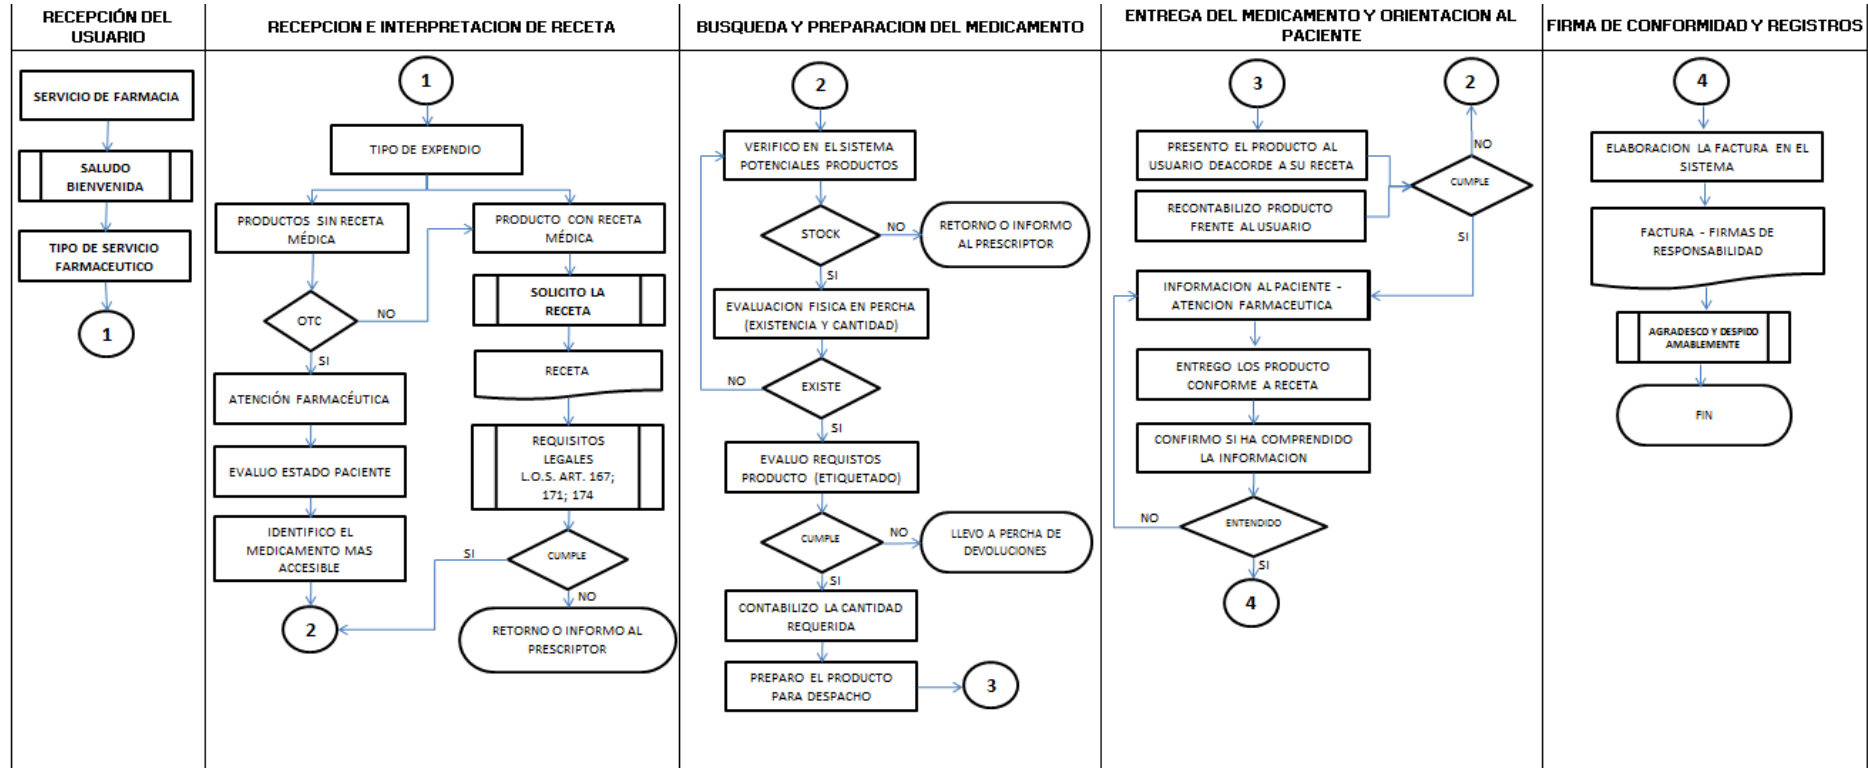 RECEPCIÓN DEL
USUARIO
SERVICIO DE FARMACIA
SALUDO
BIENVENIDA
TIPO DE SERVICIO
FARMACEUTICO
1
RECEPCION E INTERPRETACION DE RECETA
1
TIPO DE EXPENDIO
PRODUCTOS SIN RECETA
MÉDICA
PRODUCTO CON RECETA
MÉDICA
OTC
NO
SI
SOLICITO LA
RECETA
RECETA
ATENCIÓN FARMACÉUTICA
EVALUO ESTADO PACIENTE
IDENTIFICO EL
MEDICAMENTO MAS
ACCESIBLE
2
REQUISITOS
LEGALES
L.O.S. ART. 167;
171; 174
CUMPLE
SI
NO
RETORNO O INFORMO AL
PRESCRIPTOR
BUSQUEDA Y PREPARACION DEL MEDICAMENTO
2
VERIFICO EN EL SISTEMA
POTENCIALES PRODUCTOS
STOCK
NO
RETORNO O INFORMO
AL PRESCRIPTOR
SI
EVALUACION FISICA EN PERCHA
(EXISTENCIA Y CANTIDAD)
NO
EXISTE
SI
EVALUO REQUISTOS
PRODUCTO (ETIQUETADO)
CUMPLE
NO
LLEVO A PERCHA DE
DEVOLUCIONES
SI
CONTABILIZO LA CANTIDAD
REQUERIDA
PREPARO EL PRODUCTO
PARA DESPACHO
3
ENTREGA DEL MEDICAMENTO Y ORIENTACION AL
PACIENTE
3
2
PRESENTO EL PRODUCTO AL
USUARIO DEACORDE A SU RECETA
NO
CUMPLE
RECONTABILIZO PRODUCTO
FRENTE AL USUARIO
SI
INFORMACION AL PACIENTE -
ATENCION FARMACEUTICA
ENTREGO LOS PRODUCTO
CONFORME A RECETA
CONFIRMO SI HA COMPRENDIDO
LA INFORMACION
NO
ENTENDIDO
SI
4
FIRMA DE CONFORMIDAD Y REGISTROS
4
ELABORACION LA FACTURA EN EL
SISTEMA
FACTURA - FIRMAS DE
RESPONSABILIDAD
AGRADESCO Y DESPIDO
AMABLEMENTE
FIN